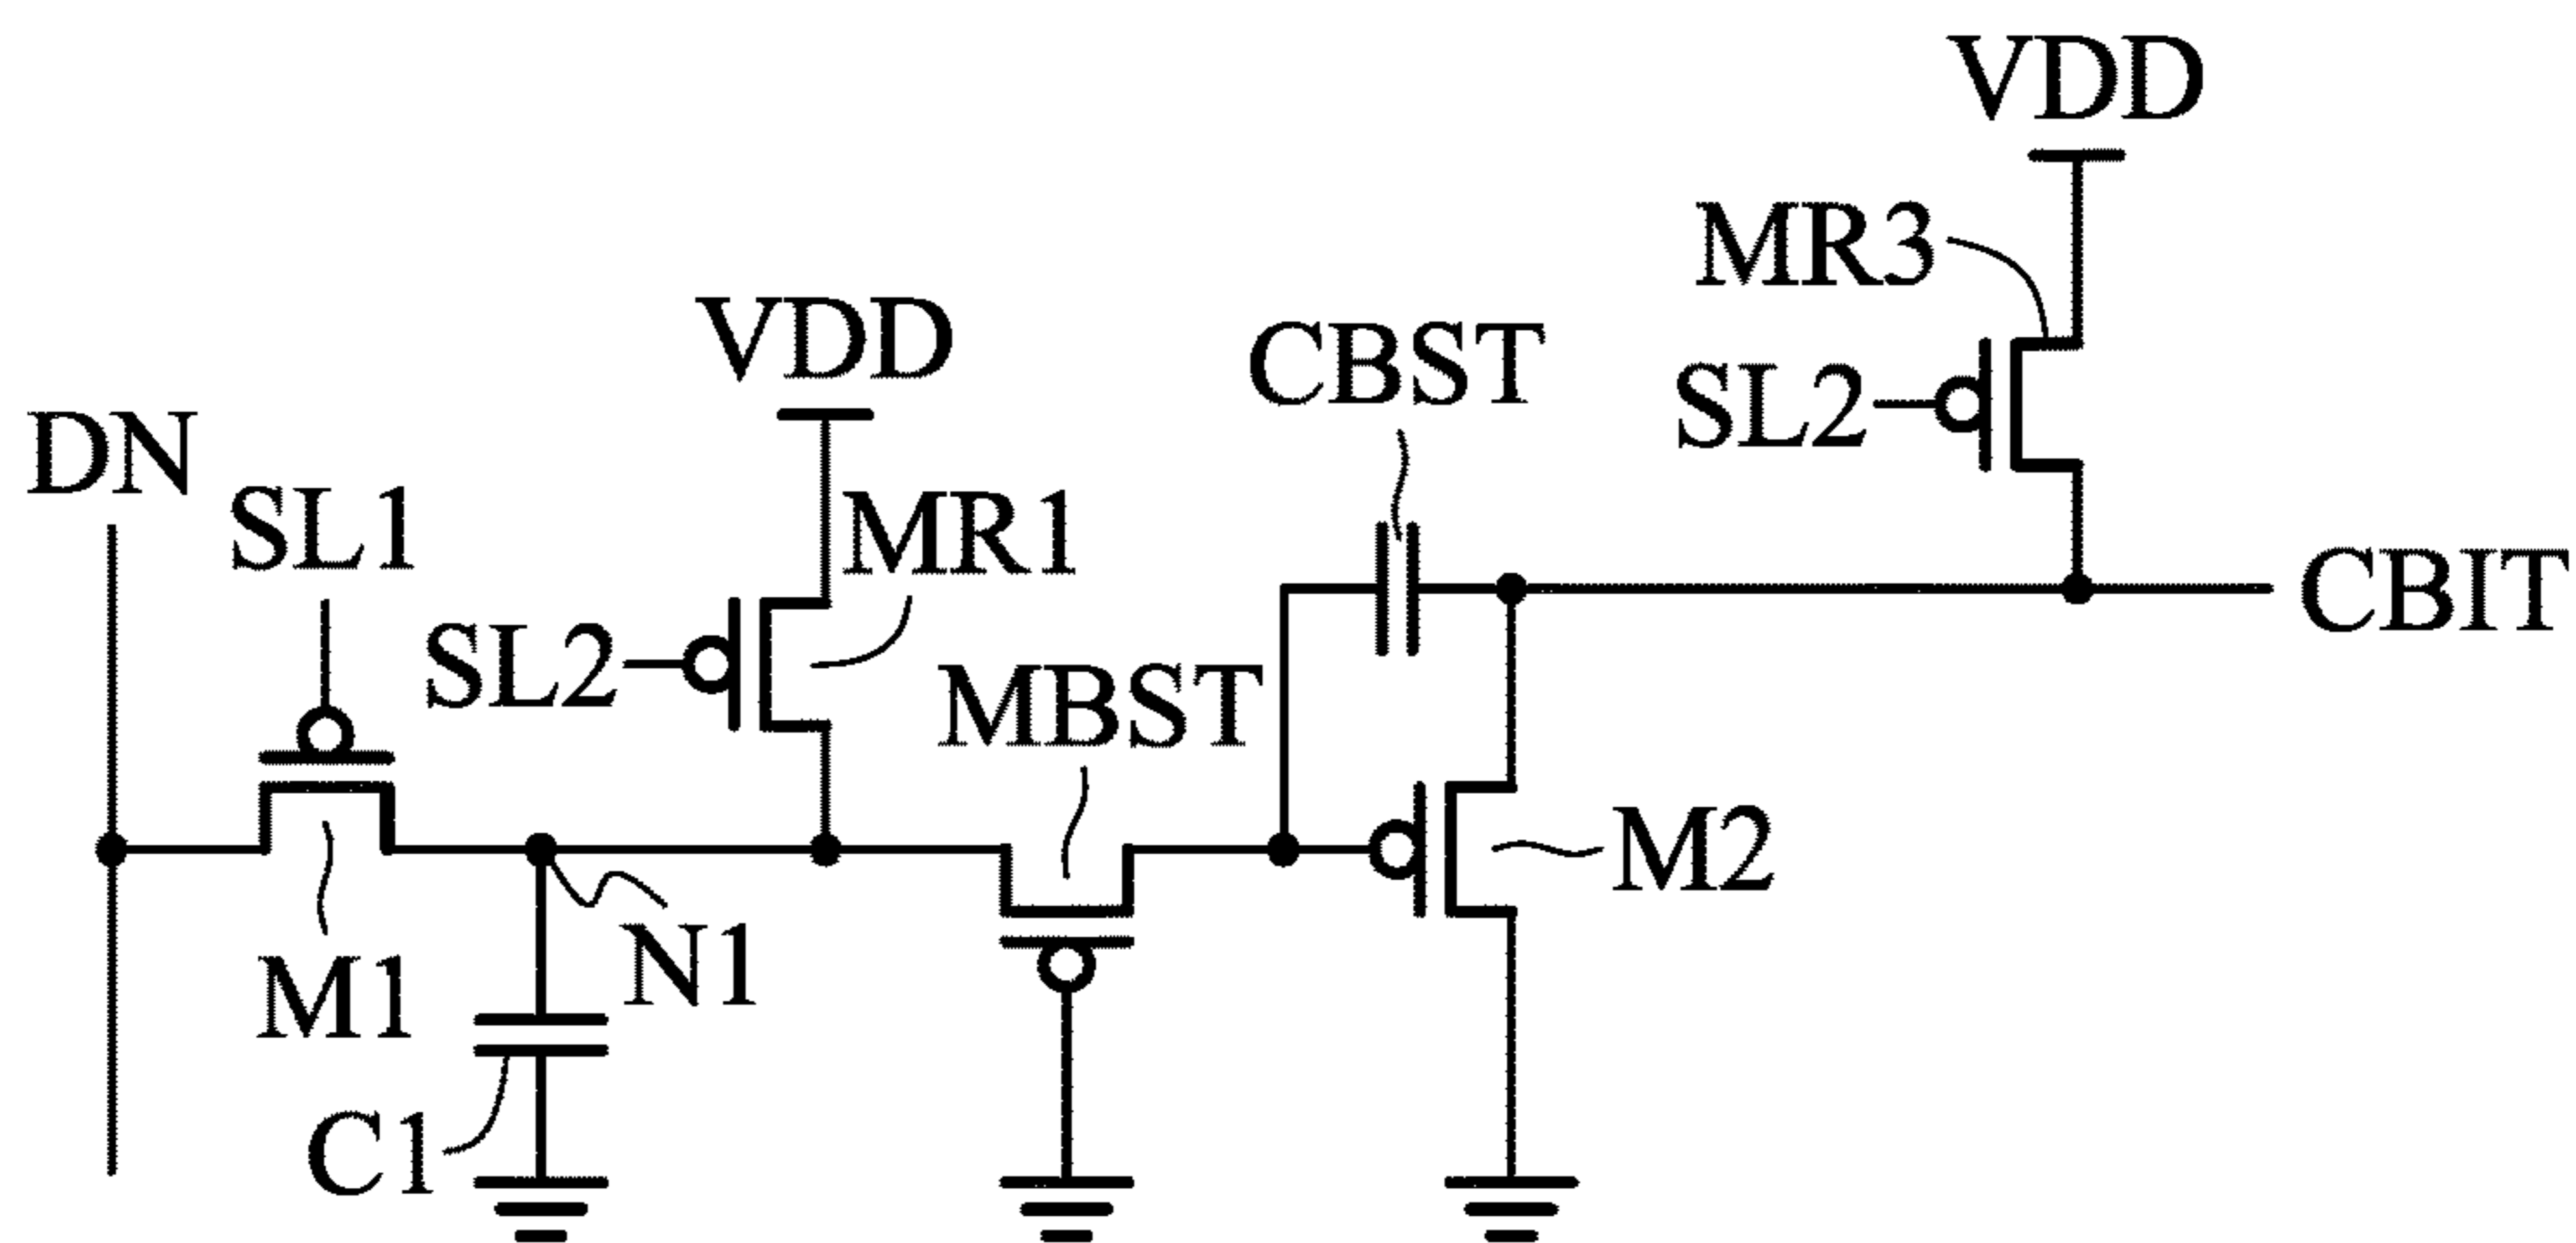 VDD
MR3
VDD
CBST
SL2
DN
SL1
MR1
CBIT
SL2
MBST
M2
N1
M1
C1